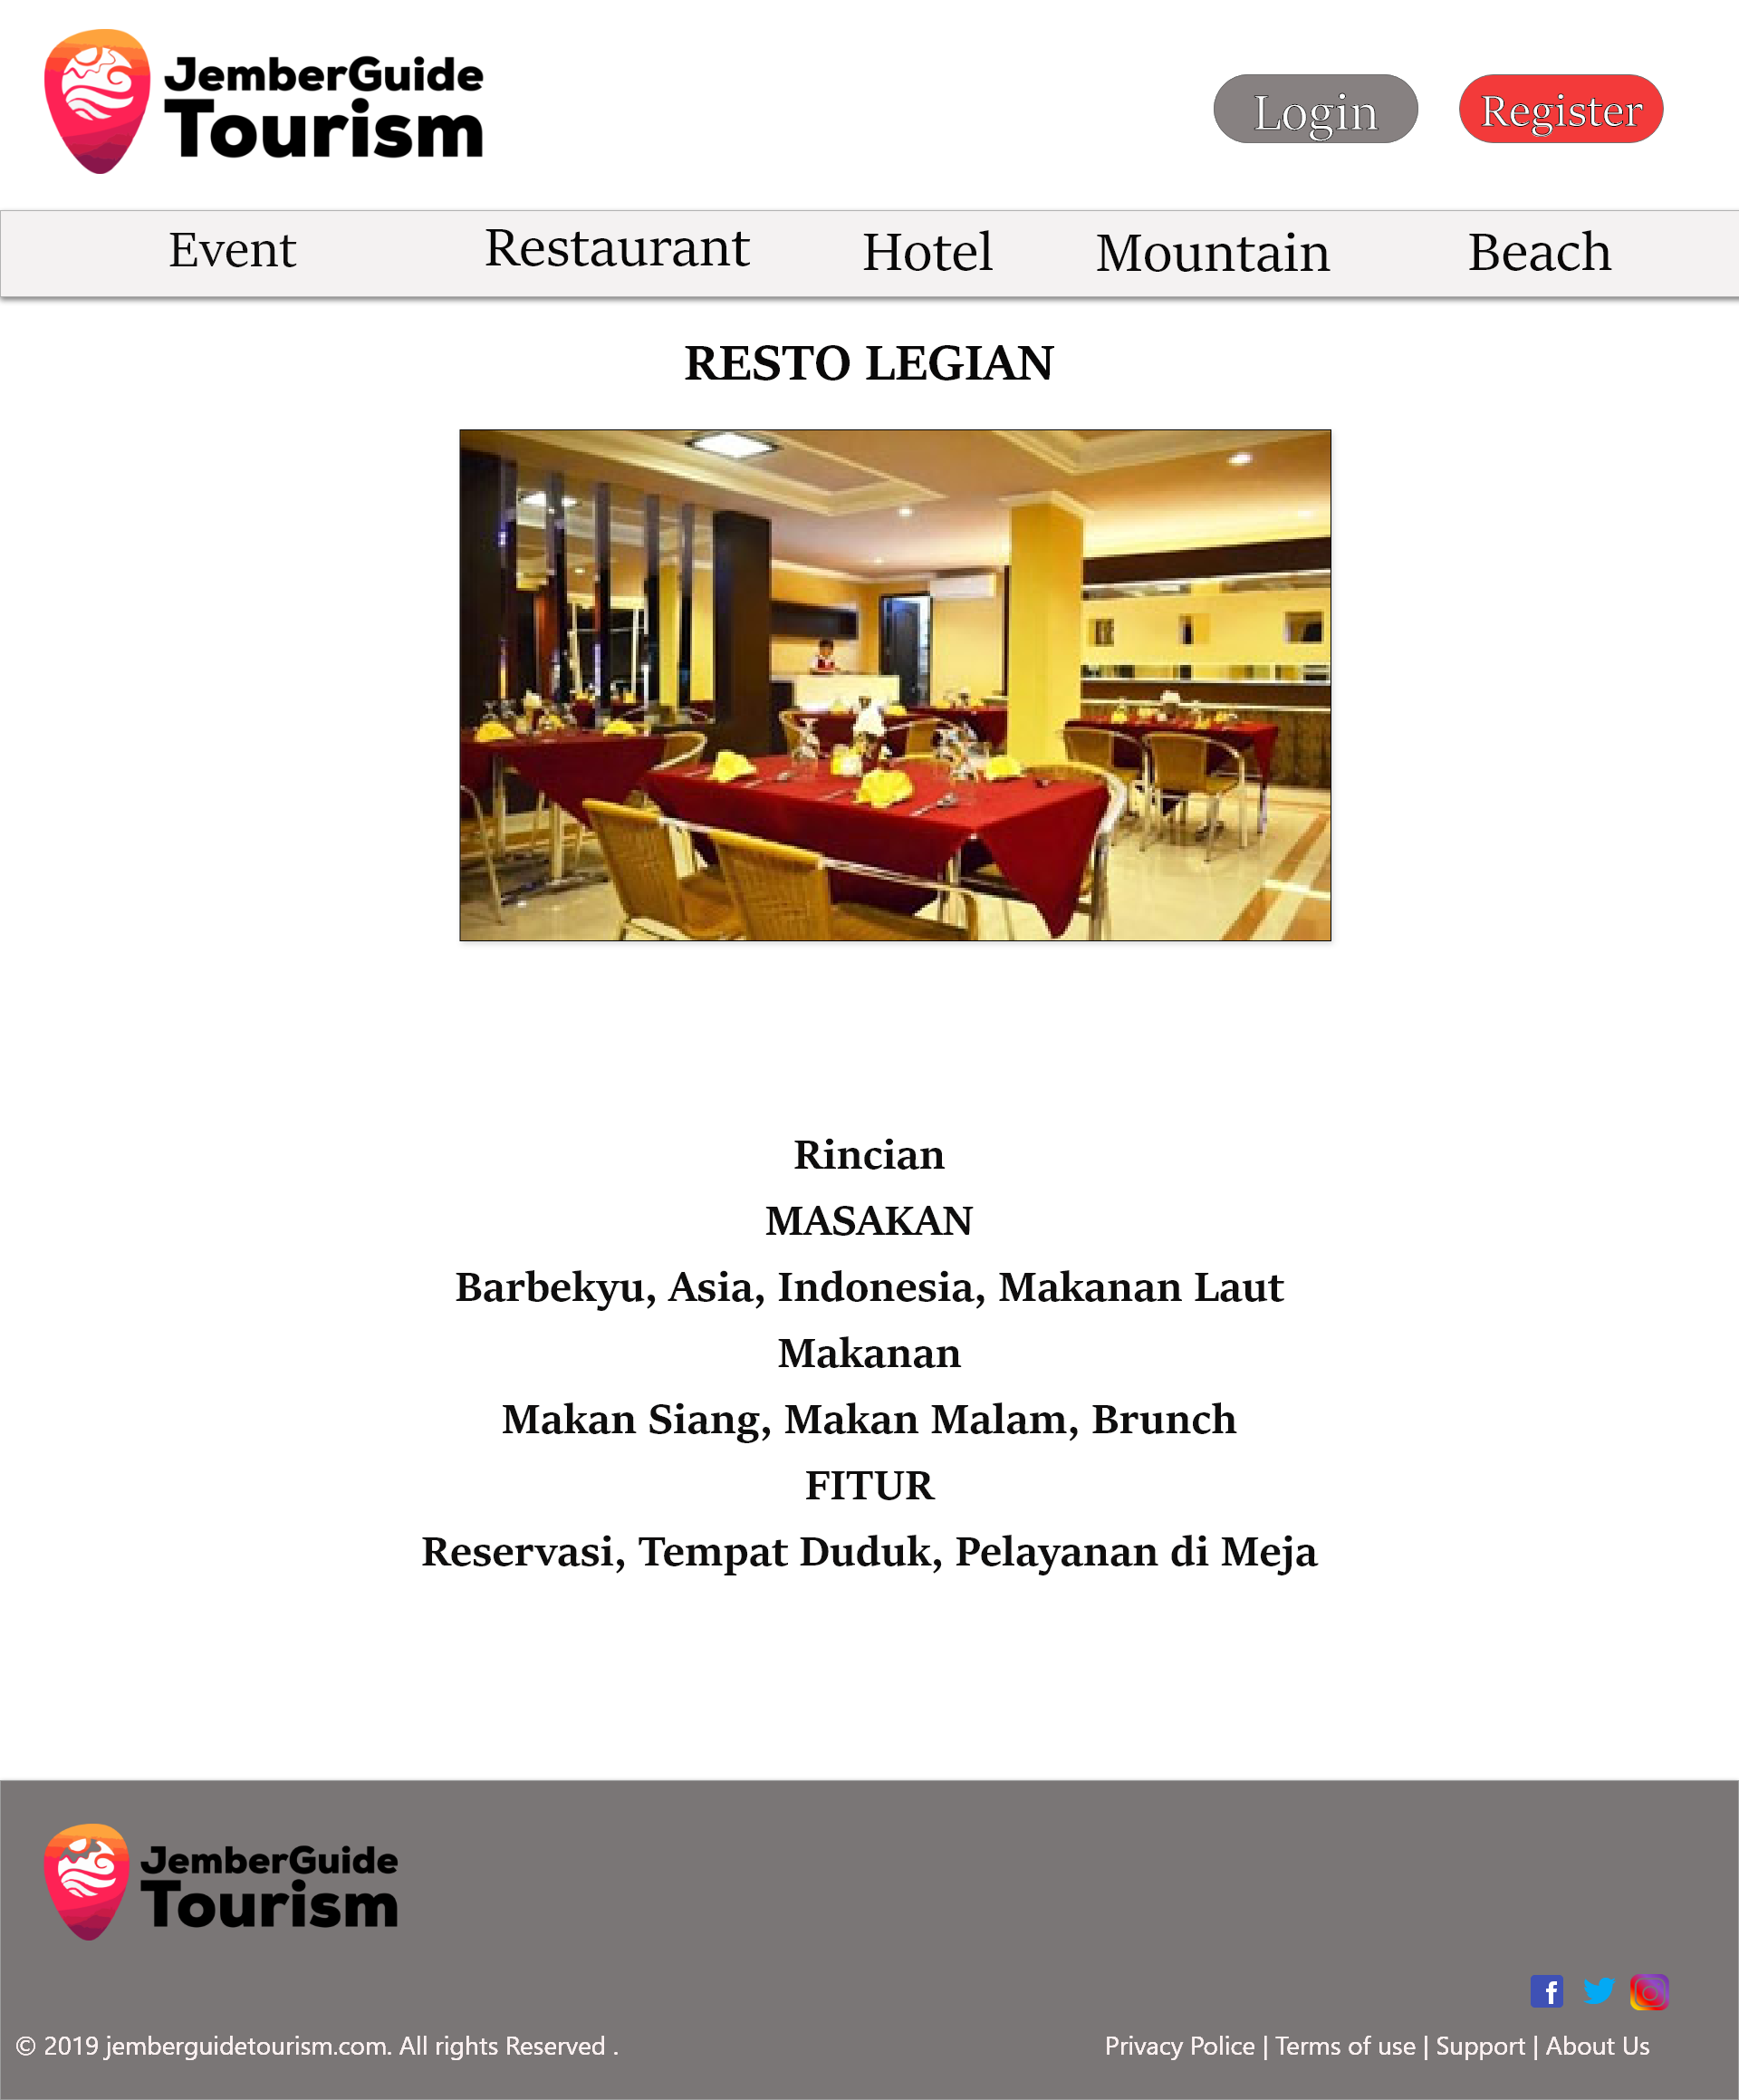 JemberGuide
Tourism
Login
Register
Event
Restaurant
Hotel
Mountain
Beach
RESTO LEGIAN
Rincian
MASAKAN
Barbekyu, Asia, Indonesia, Makanan Laut
Makanan
Makan Siang, Makan Malam, Brunch
FITUR
Reservasi, Tempat Duduk, Pelayanan di Meja
JemberGuide
Tourism
© 2019 jemberguidetourism.com. All rights Reserved .
Privacy Police | Terms of use | Support | About Us